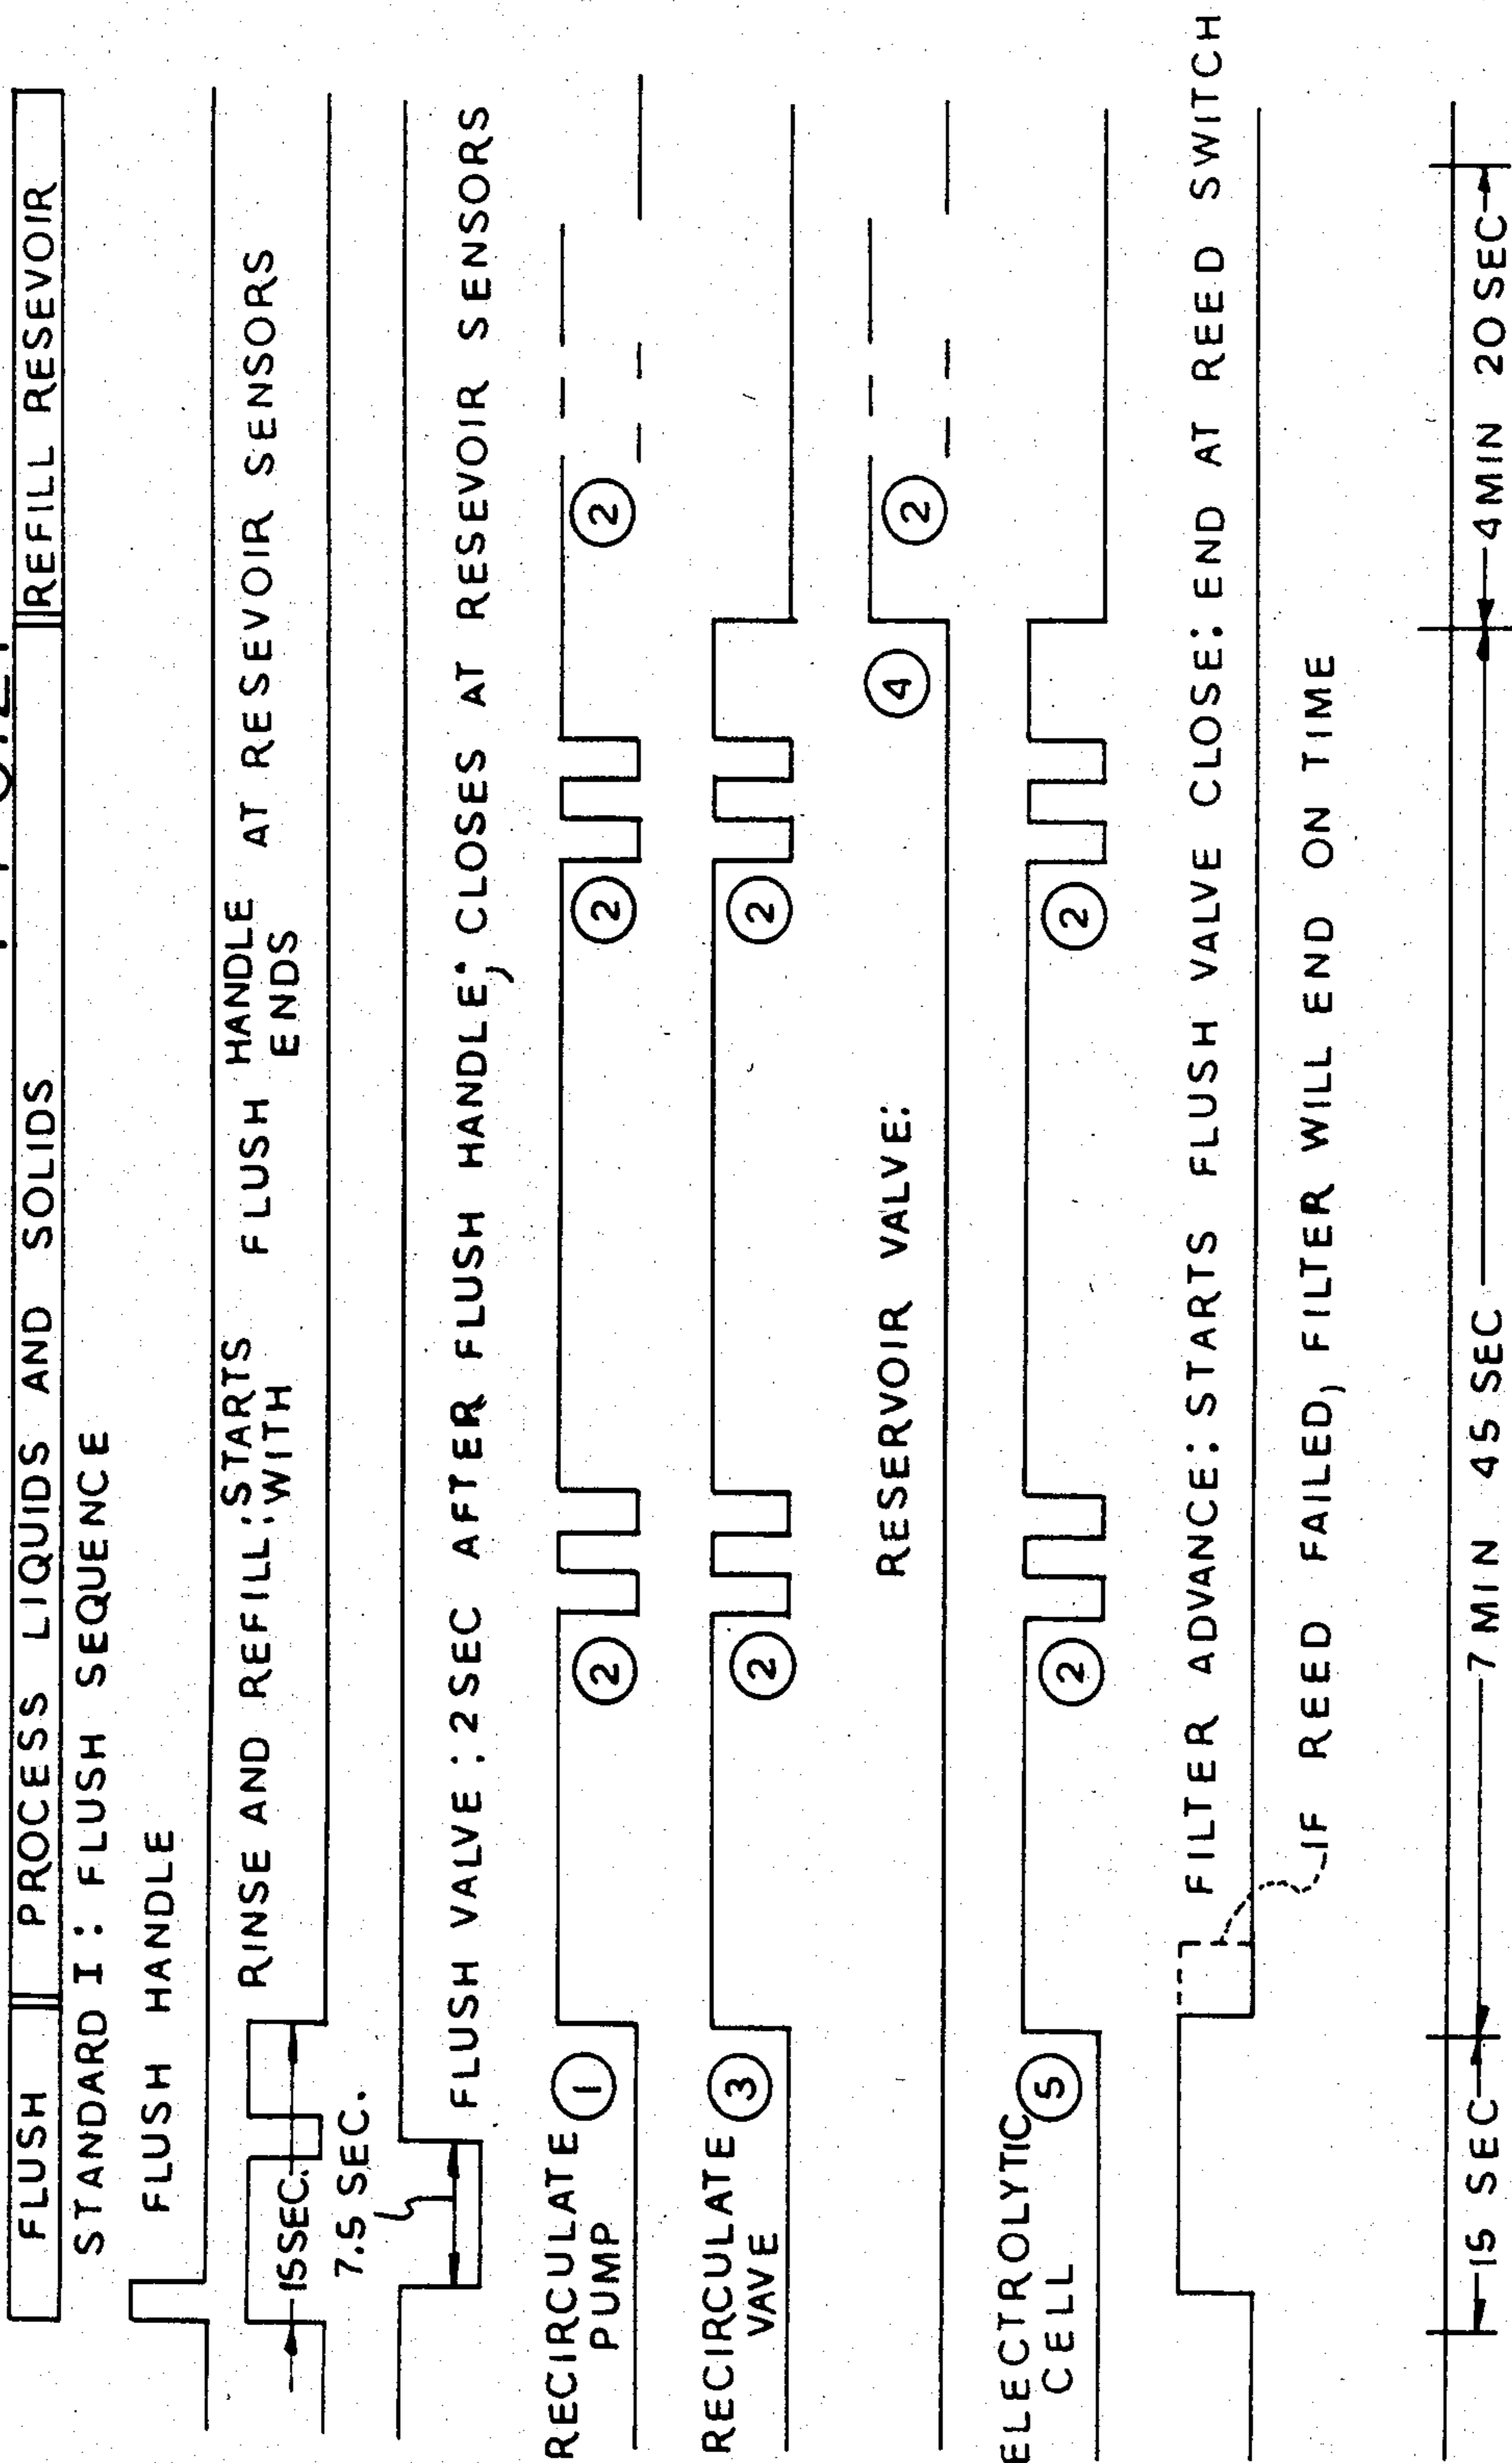 FLUSH PROCESS LIQUIDS AND SOLIDS REFILL RESEVOIR
STANDARD I : FLUSH SEQUENCE
FLUSH HANDLE
RINSE AND REFILL: STARTS WITH FLUSH HANDLE ENDS AT RESEVOIR SENSORS
15SEC.
7.5 SEC.
FLUSH VALVE : 2SEC AFTER FLUSH HANDLE; CLOSES AT RESEVOIR SENSORS
RECIRCULATE
PUMP
1 2 2 2
RECIRCULATE
VAVE
3 2 2
RESERVOIR VALVE:
4 2
ELECTROLYTIC
CELL
5 2 2
FILTER ADVANCE: STARTS FLUSH VALVE CLOSE: END AT REED SWITCH
IF REED FAILED, FILTER WILL END ON TIME
15 SEC 7 MIN 45 SEC 4 MIN 20 SEC